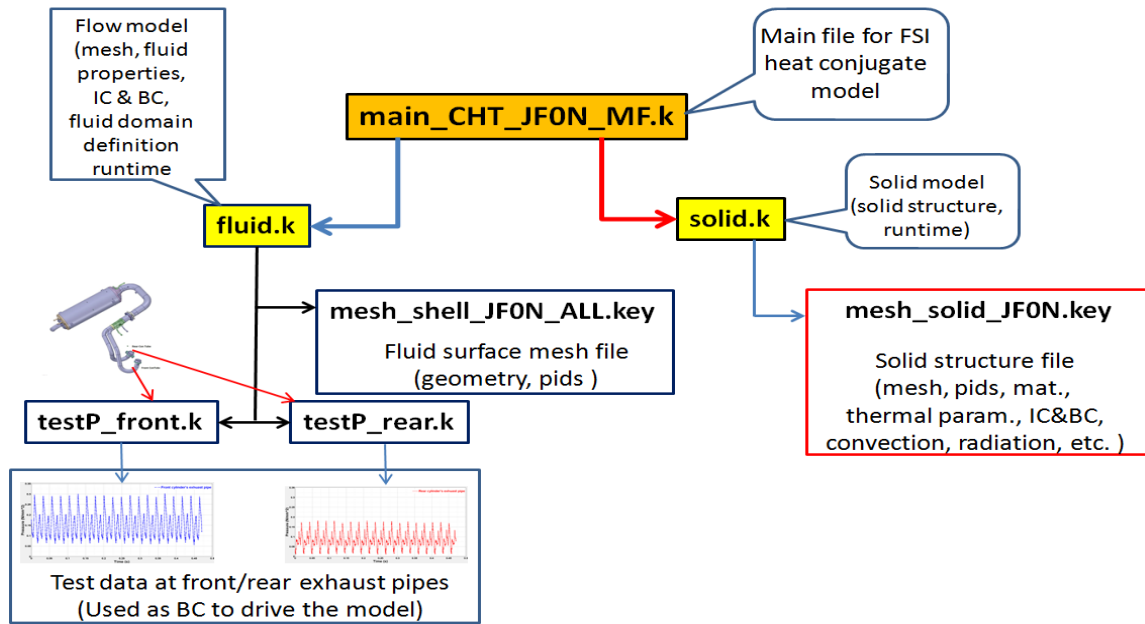 Flow model
(mesh, fluid
properties,
IC & BC,
fluid domain
definition
runtime
Main file for FSI
heat conjugate
model
main_CHT_JF0N_MF.k
fluid.k
solid.k
Solid model
(solid structure,
runtime)
mesh_shell_JF0N_ALL.key
Fluid surface mesh file
(geometry, pids )
mesh_solid_JF0N.key
Solid structure file
(mesh, pids, mat.,
thermal param., IC&BC,
convection, radiation, etc. )
testP_front.k
testP_rear.k
Test data at front/rear exhaust pipes
(Used as BC to drive the model)